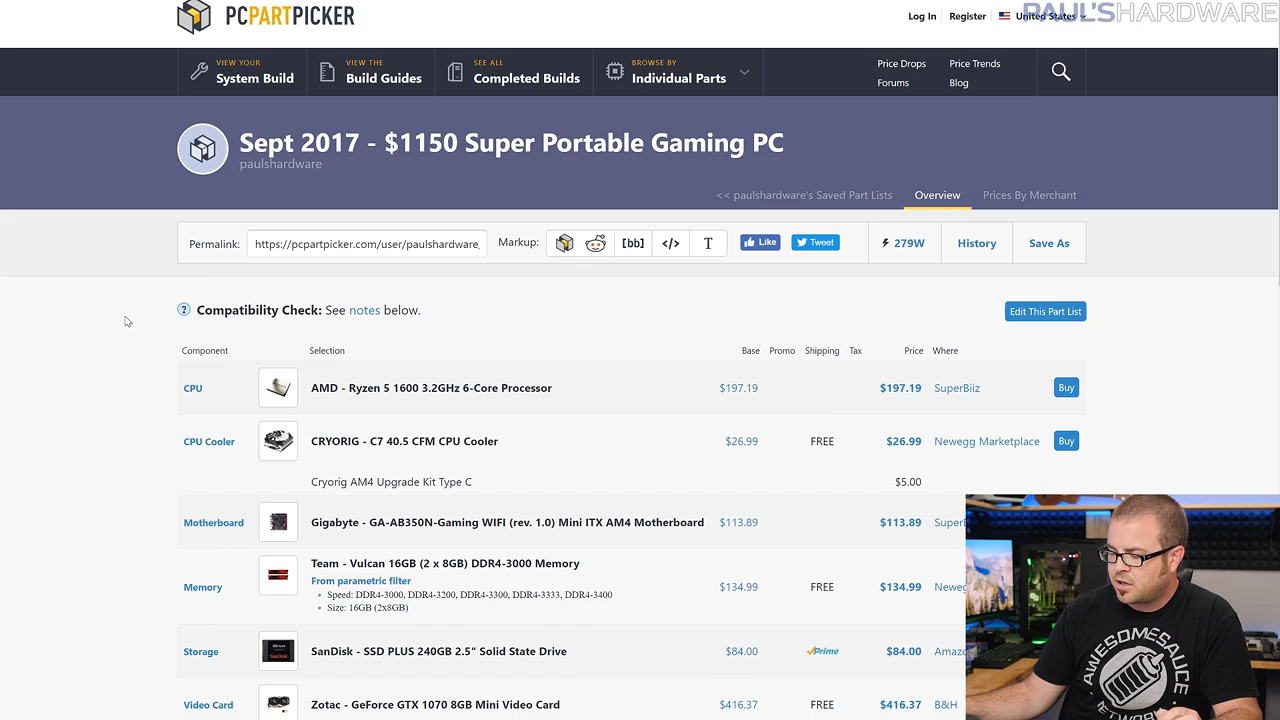 PCPARTPICKER
Log In Register United States
PAUL'SHARDWARE
VIEW YOUR
System Build
VIEW THE
Build Guides
SEE ALL
Completed Builds
BROWSE BY
Individual Parts
Price Drops Price Trends
Forums Blog
Sept 2017 - $1150 Super Portable Gaming PC
paulshardware
<< paulshardware's Saved Part Lists Overview Prices By Merchant
Permalink: https://pcpartpicker.com/user/paulshardware, Markup: [bb] </> T Like Tweet 279W History Save As
? Compatibility Check: See notes below. Edit This Part List
Component Selection Base Promo Shipping Tax Price Where
CPU AMD - Ryzen 5 1600 3.2GHz 6-Core Processor $197.19 $197.19 SuperBiiz Buy
CPU Cooler CRYORIG - C7 40.5 CFM CPU Cooler $26.99 FREE $26.99 Newegg Marketplace Buy
Cryorig AM4 Upgrade Kit Type C $5.00
Motherboard Gigabyte - GA-AB350N-Gaming WIFI (rev. 1.0) Mini ITX AM4 Motherboard $113.89 $113.89 SuperB
Team - Vulcan 16GB (2 x 8GB) DDR4-3000 Memory
From parametric filter
Memory $134.99 FREE $134.99 Newe
• Speed: DDR4-3000, DDR4-3200, DDR4-3300, DDR4-3333, DDR4-3400
• Size: 16GB (2x8GB)
Storage SanDisk - SSD PLUS 240GB 2.5" Solid State Drive $84.00 Prime $84.00 Amazo
Video Card Zotac - GeForce GTX 1070 8GB Mini Video Card $416.37 FREE $416.37 B&H
AWESOMESAUCE
NETWORK